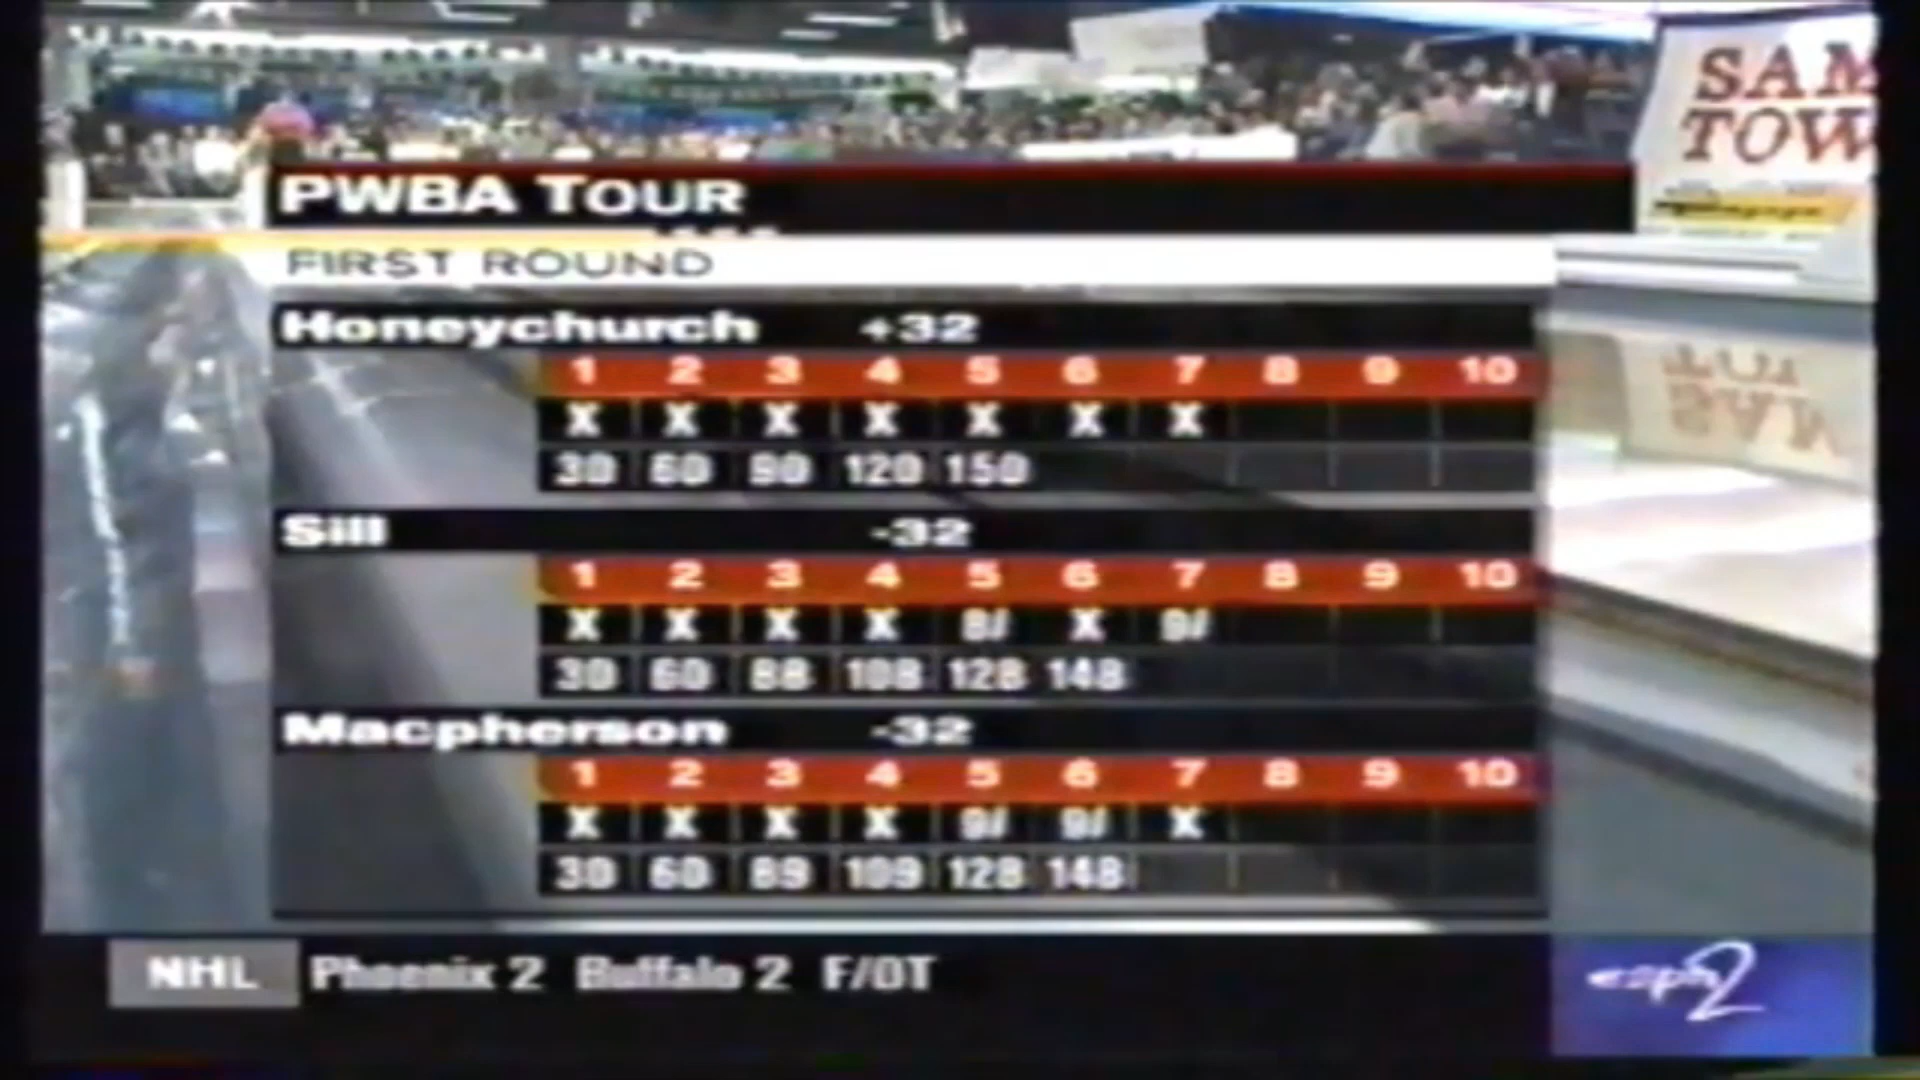 SAM
TOW
PWBA TOUR
FIRST ROUND
Honeychurch +32
1 2 3 4 5 6 7 8 9 10
X X X X X X X
30 60 90 120 150
Sill -32
1 2 3 4 5 6 7 8 9 10
X X X X 8/ X 9/
30 60 88 108 128 148
Macpherson -32
1 2 3 4 5 6 7 8 9 10
X X X X 9/ 9/ X
30 60 89 109 128 148
NHL Phoenix 2 Buffalo 2 F/OT
espn2